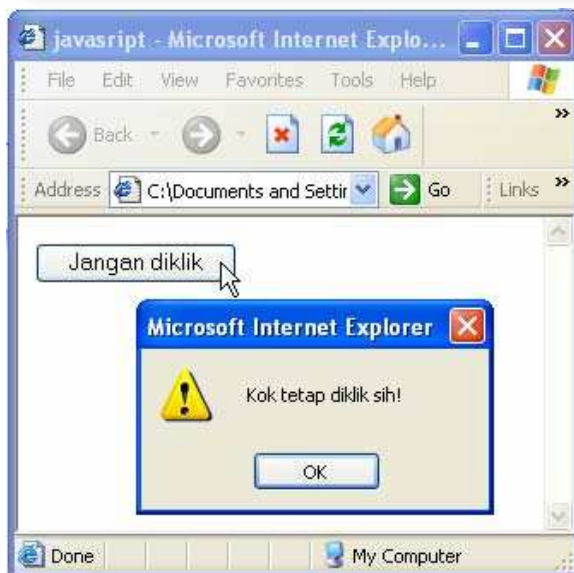 javasript - Microsoft Internet Explo...
File Edit View Favorites Tools Help
Back
Address C:\Documents and Settir Go Links
Jangan diklik
Microsoft Internet Explorer
Kok tetap diklik sih!
OK
Done My Computer